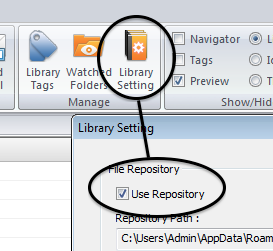 Library Tags
Watched Folders
Library Setting
Manage
Navigator
Tags
Preview
Show/Hid
Library Setting
File Repository
Use Repository
Repository Path :
C:\Users\Admin\AppData\Roam